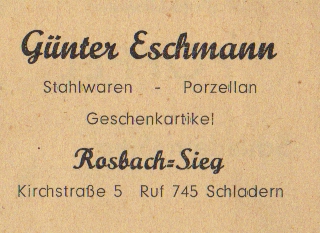 Günter Eschmann
Stahlwaren - Porzellan
Geschenkartikel
Rosbach=Sieg
Kirchstraße 5 Ruf 745 Schladern